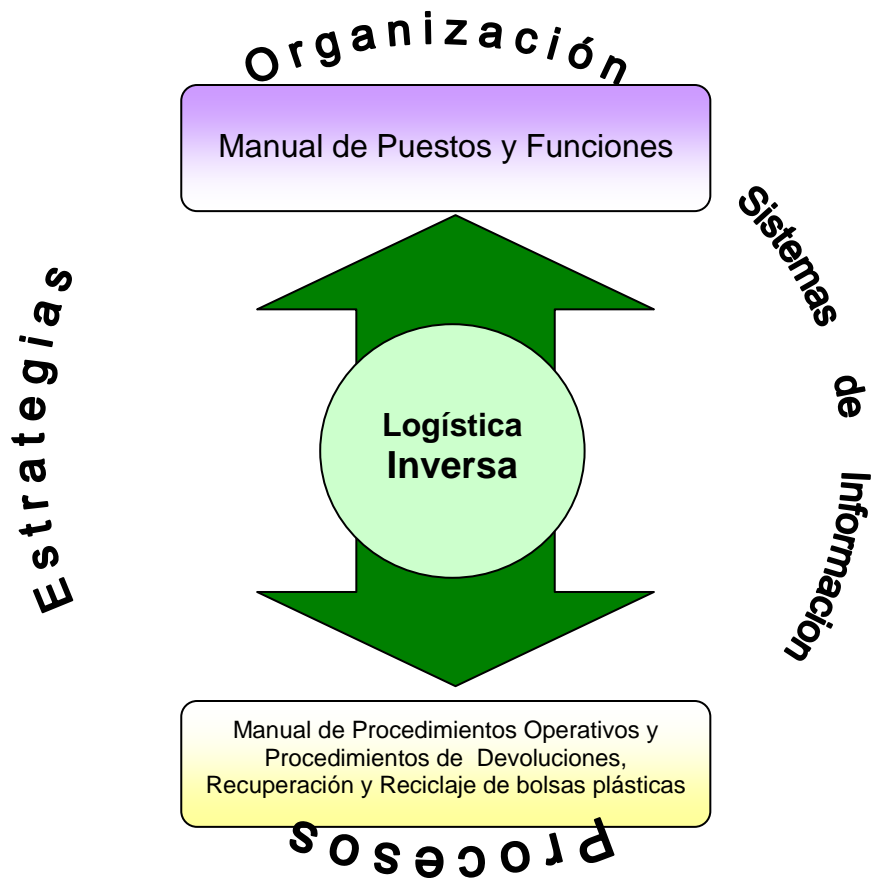 Organización
Manual de Puestos y Funciones
Sistemas de Informacion
Estrategias
Logística
Inversa
Manual de Procedimientos Operativos y
Procedimientos de Devoluciones,
Recuperación y Reciclaje de bolsas plásticas
Procesos